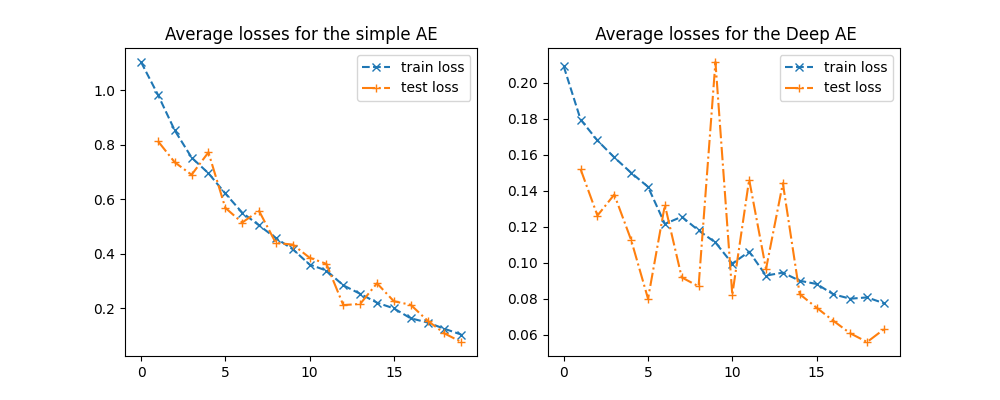 Average losses for the simple AE
train loss
test loss
1.0
0.8
0.6
0.4
0.2
0 5 10 15
Average losses for the Deep AE
train loss
test loss
0.20
0.18
0.16
0.14
0.12
0.10
0.08
0.06
0 5 10 15